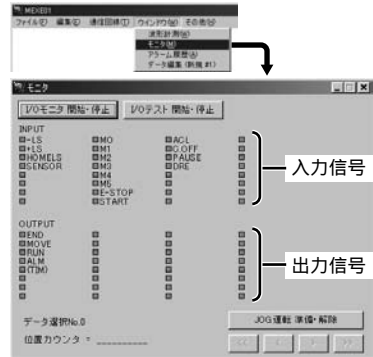 MEXE01
ファイル(F) 編集(E) 通信回線(T) ウインドウ(W) その他(H)
波形計測(W)
モニタ(M)
アラーム履歴(A)
データ編集 (新規 #1)
モニタ
I/Oモニタ 開始・停止 I/Oテスト 開始・停止
INPUT
-LS M0 ACL
+LS M1 C.OFF
HOMELS M2 PAUSE
SENSOR M3 DRE
M4
M5
E-STOP
START
入力信号
OUTPUT
END
MOVE
RUN
ALM
(TIM)
出力信号
データ選択No.0
位置カウンタ =
JOG運転 準備・解除
<< < > >>